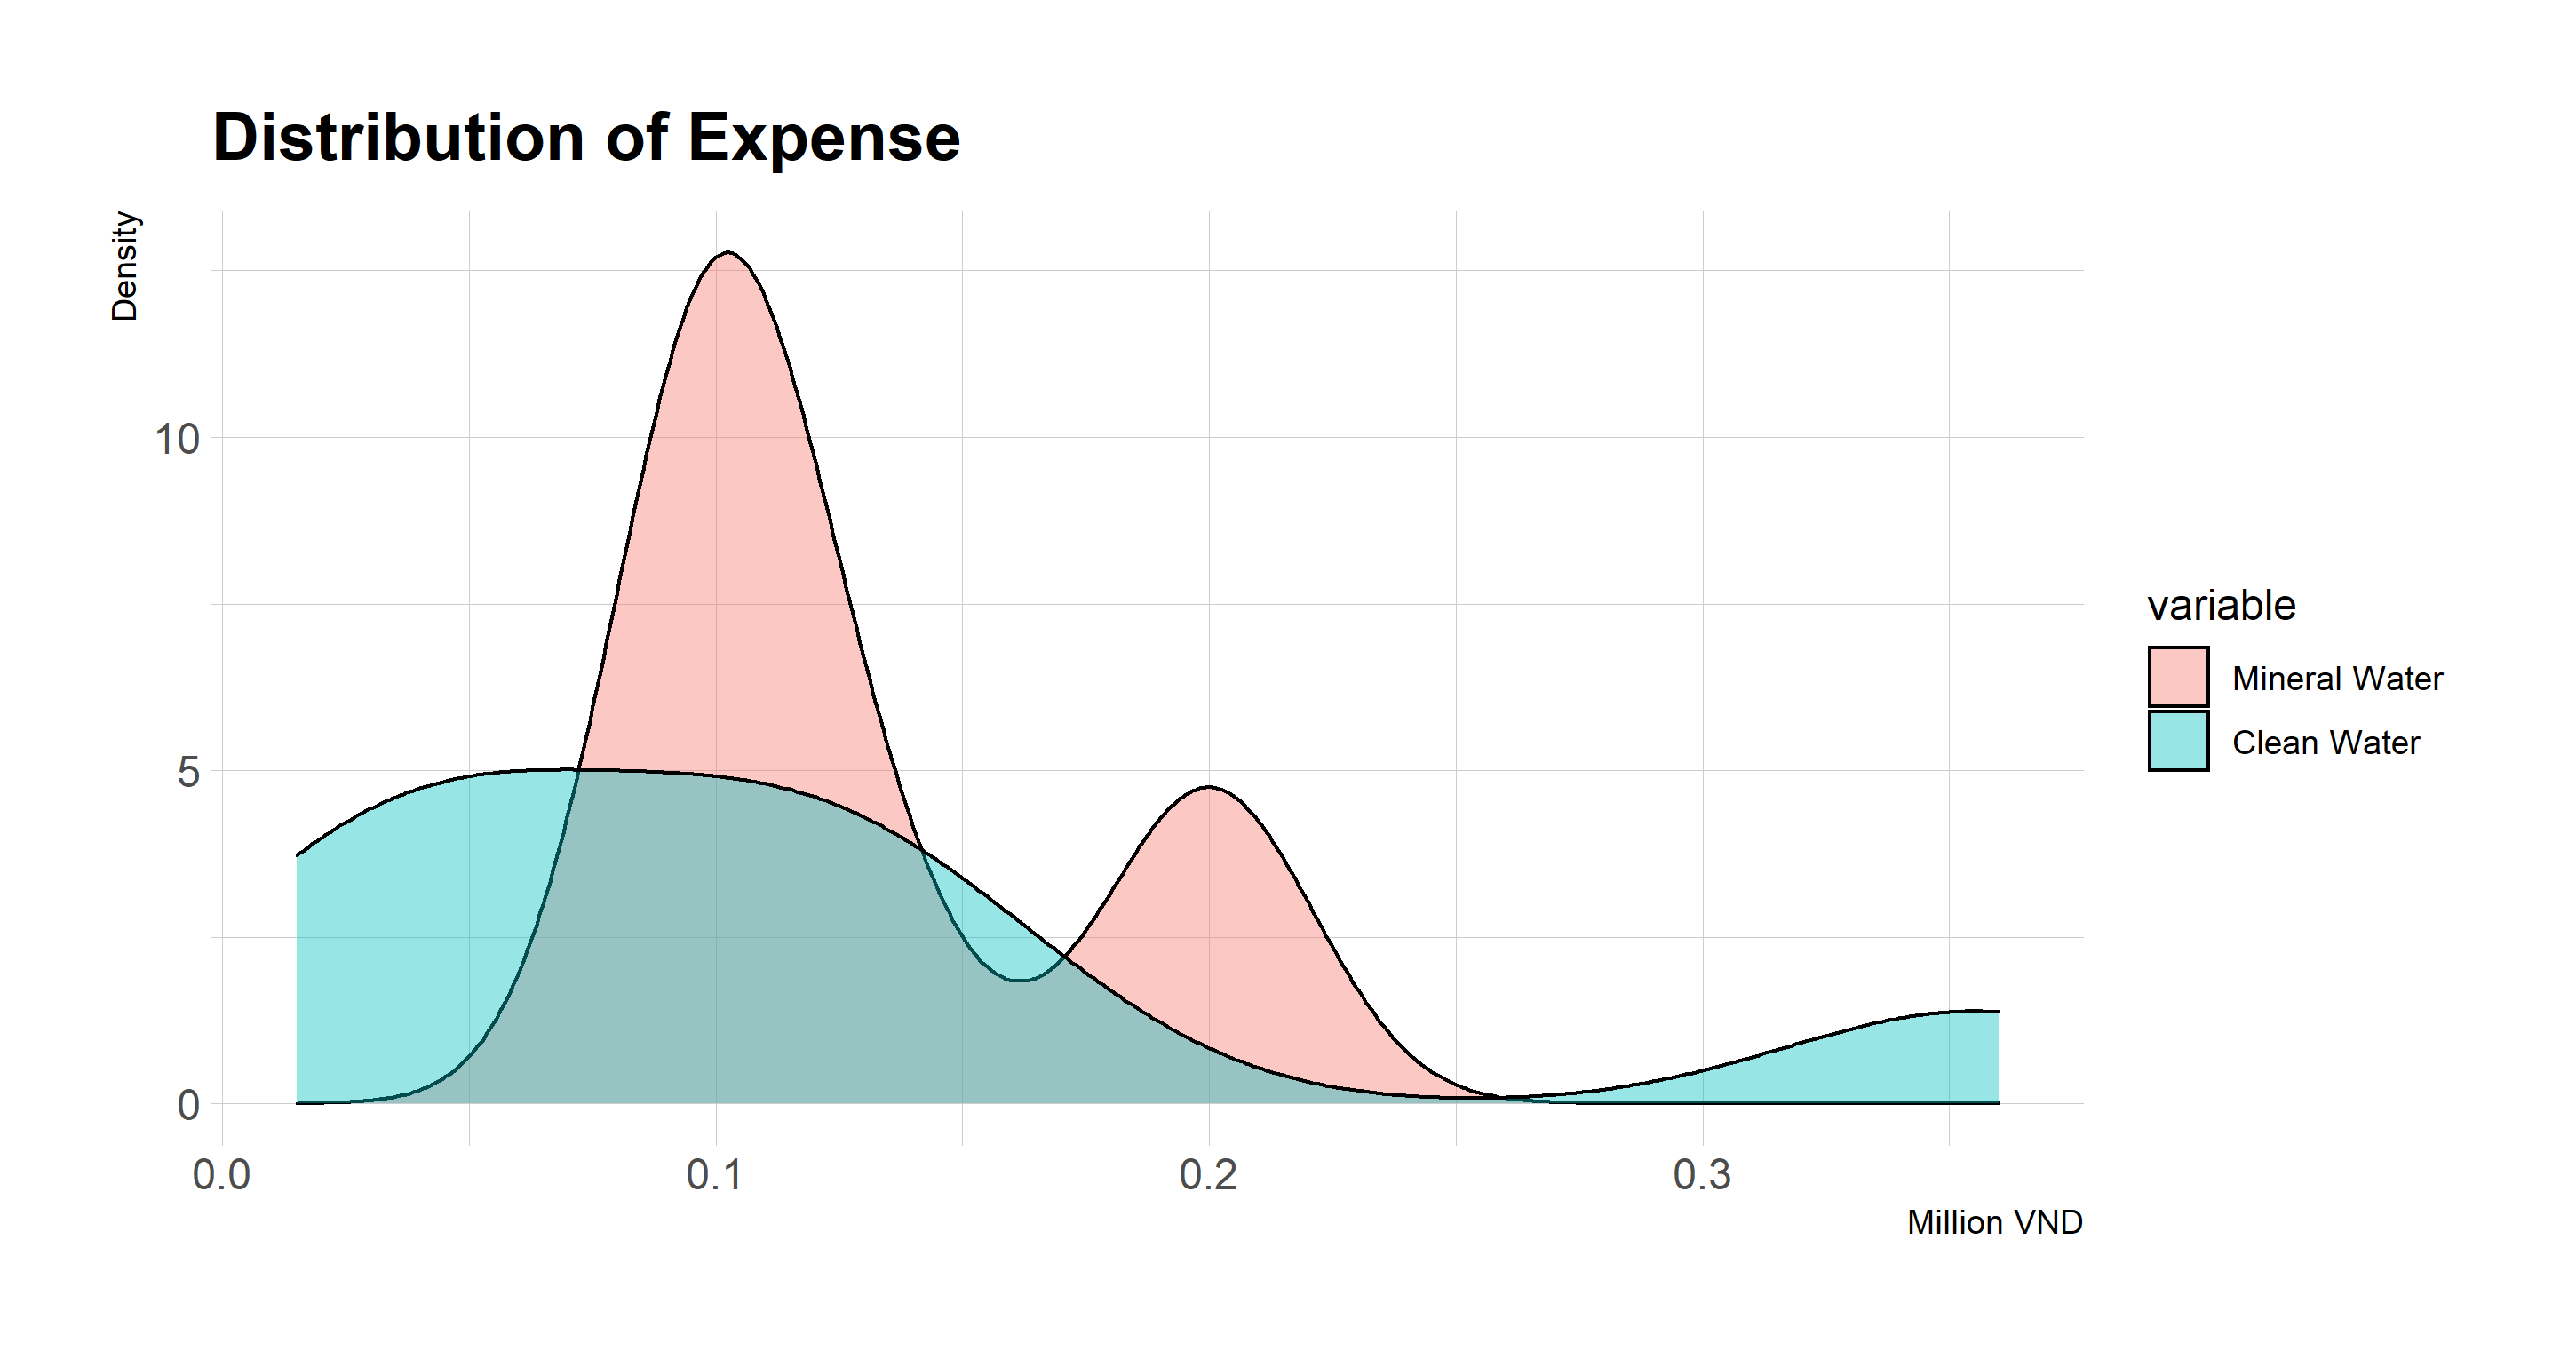 Distribution of Expense
Density
10
5
0
0.0
0.1
0.2
0.3
Million VND
variable
Mineral Water
Clean Water